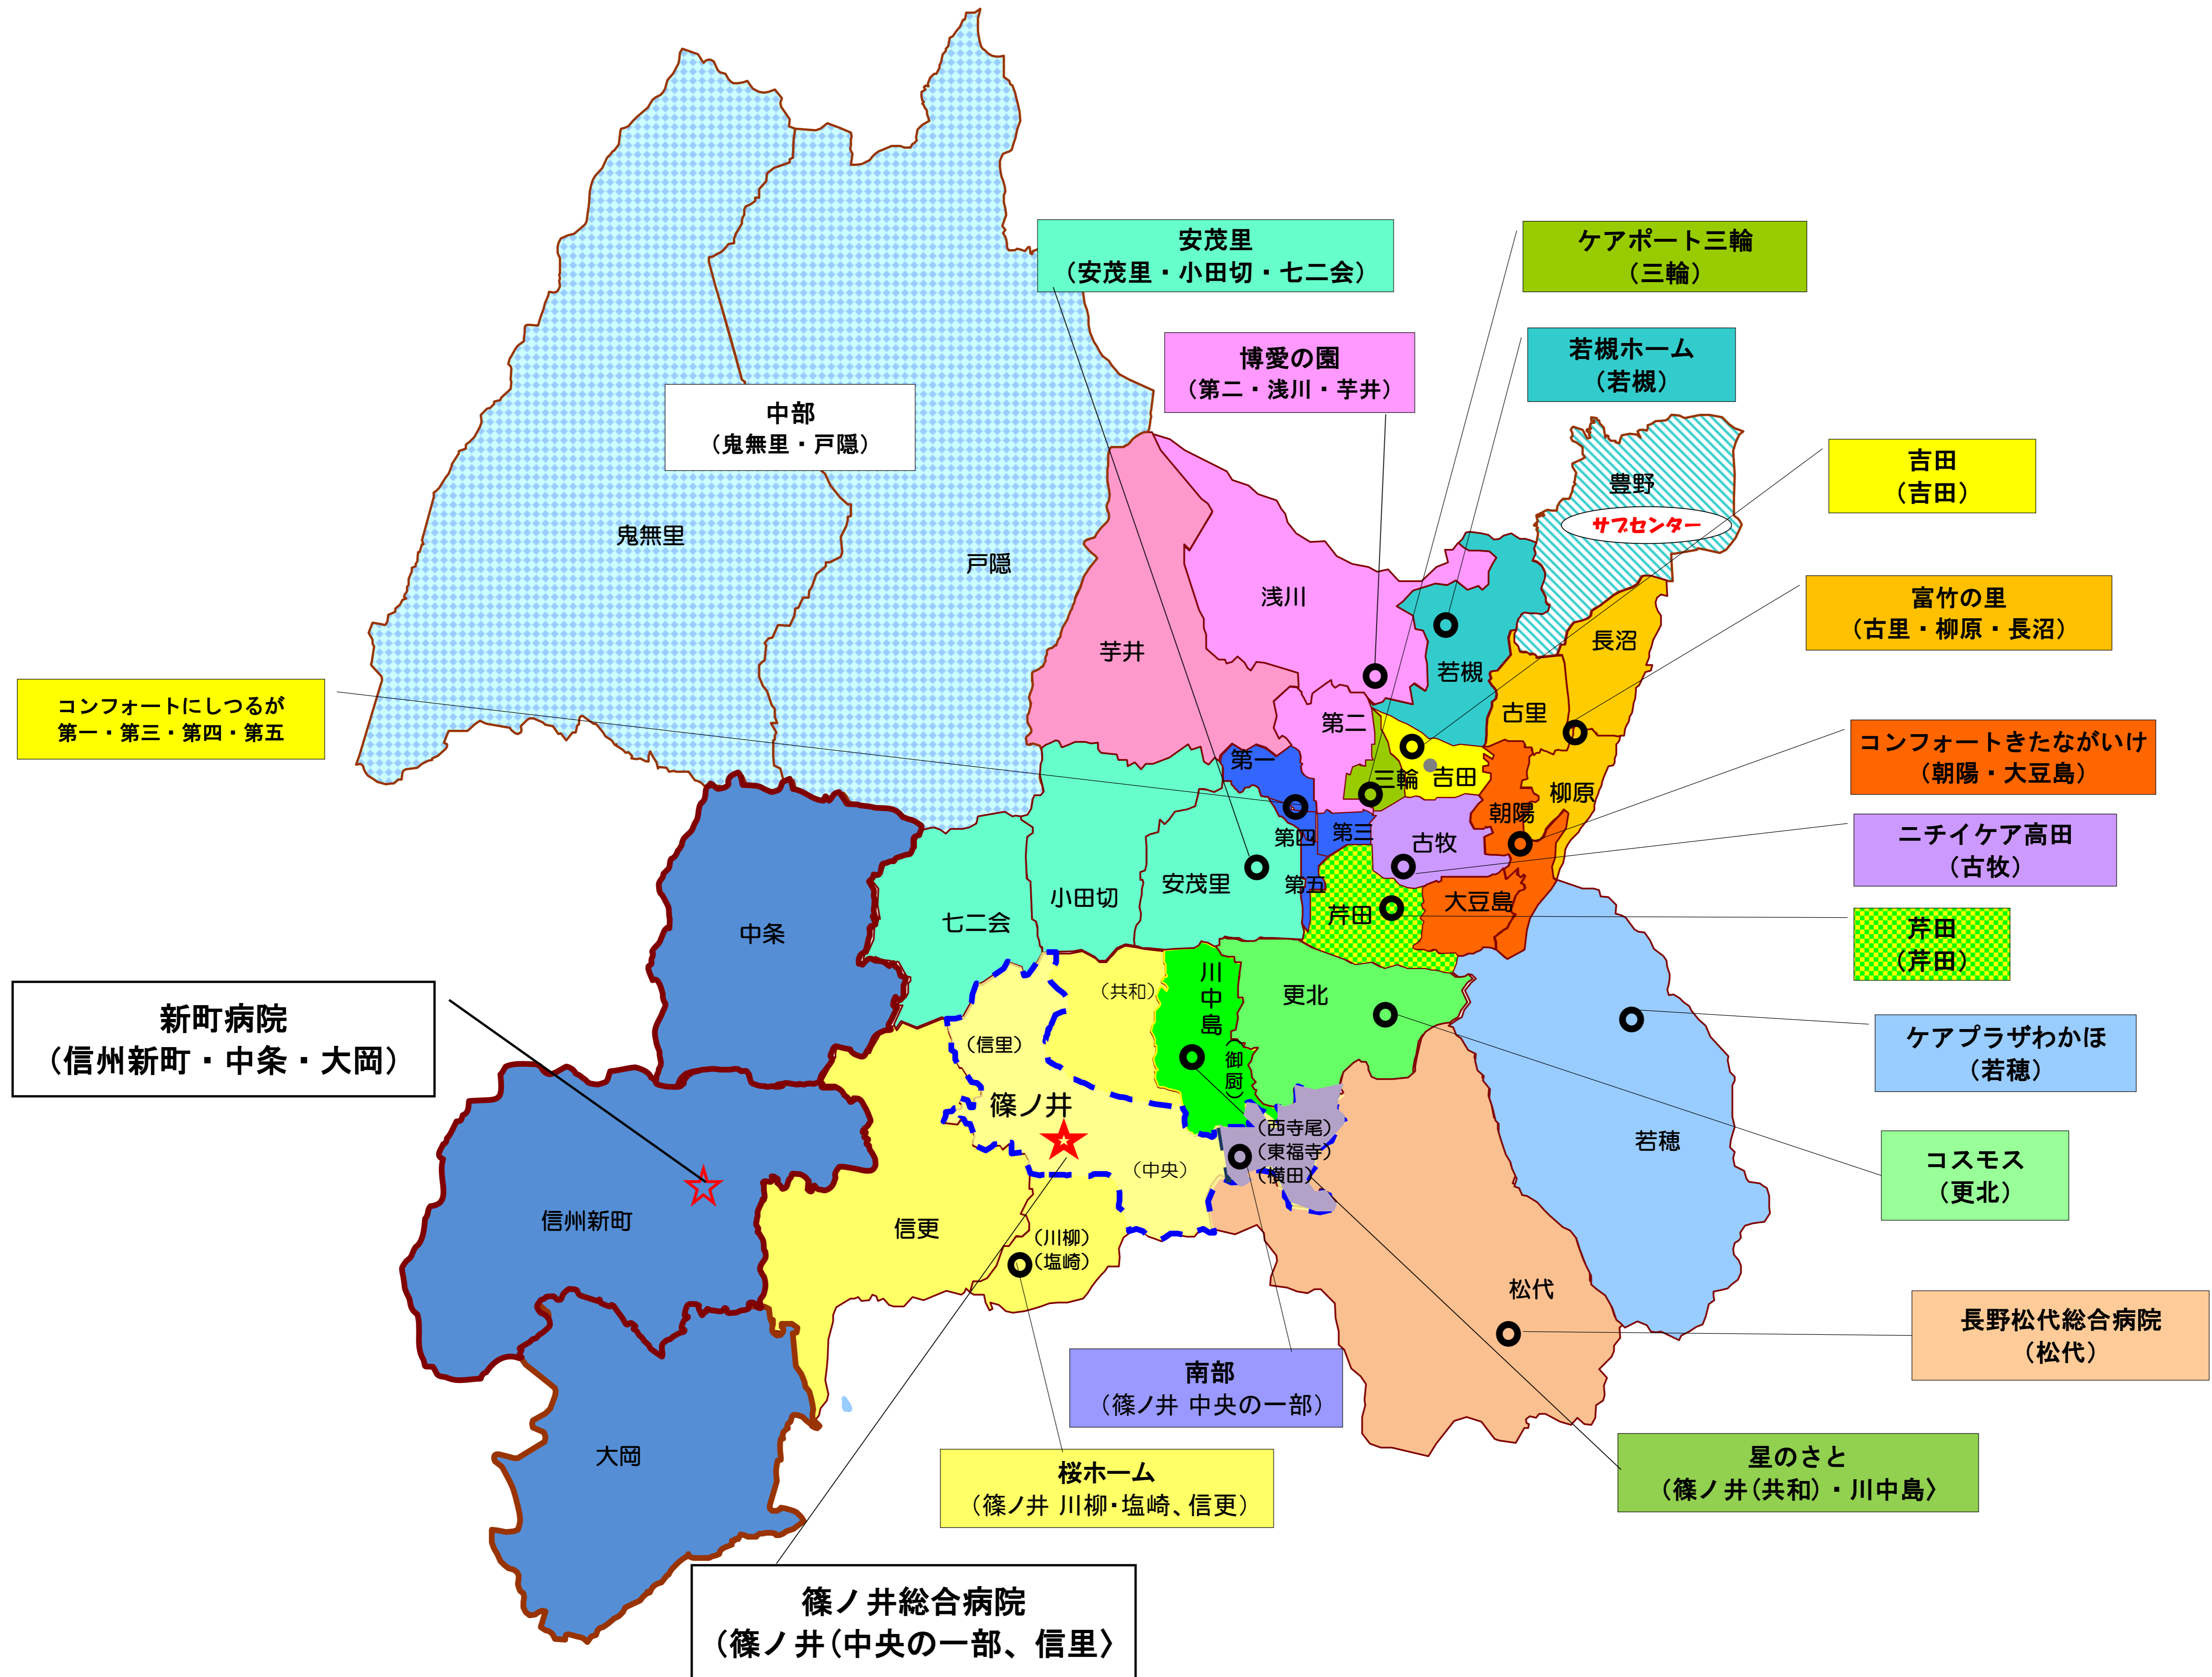 安茂里
（安茂里・小田切・七二会）
ケアポート三輪
（三輪）
博愛の園
（第二・浅川・芋井）
若槻ホーム
（若槻）
中部
（鬼無里・戸隠）
吉田
（吉田）
豊野
サブセンター
鬼無里
戸隠
浅川
富竹の里
（古里・柳原・長沼）
長沼
芋井
若槻
コンフォートにしつるが
第一・第三・第四・第五
第二
古里
コンフォートきたながいけ
（朝陽・大豆島）
第一
三輪
吉田
柳原
朝陽
第四
第三
古牧
ニチイケア高田
（古牧）
安茂里
第五
小田切
大豆島
芹田
七二会
中条
芹田
（芹田）
川中島
（共和）
更北
新町病院
（信州新町・中条・大岡）
ケアプラザわかほ
（若穂）
（信里）
（御厨）
篠ノ井
（西寺尾）
（東福寺）
（横田）
若穂
（中央）
コスモス
（更北）
信州新町
信更
（川柳）
（塩崎）
松代
長野松代総合病院
（松代）
南部
（篠ノ井 中央の一部）
大岡
桜ホーム
（篠ノ井 川柳・塩崎、信更）
星のさと
（篠ノ井（共和）・川中島〉
篠ノ井総合病院
（篠ノ井（中央の一部、信里〉